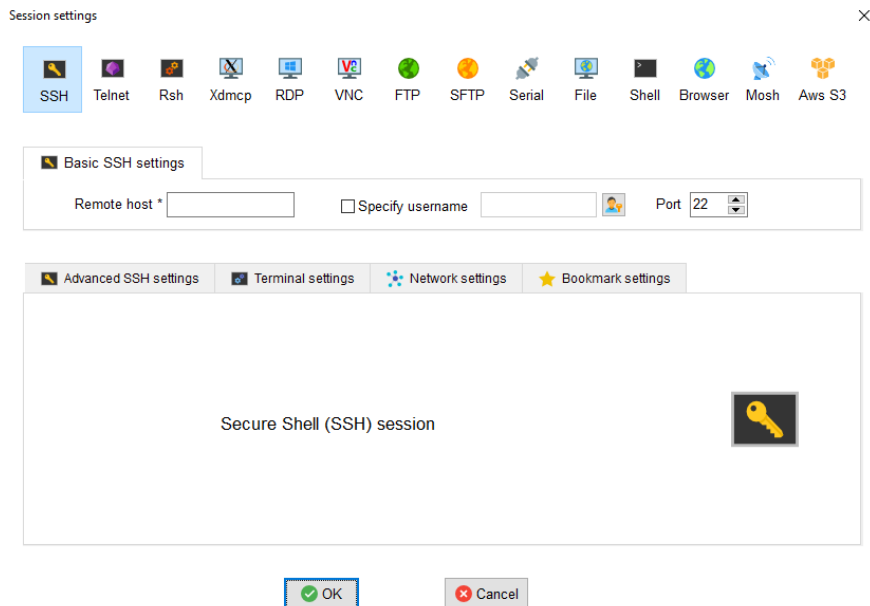 Session settings
SSH Telnet Rsh Xdmcp RDP VNC FTP SFTP Serial File Shell Browser Mosh Aws S3
Basic SSH settings
Remote host * Specify username Port 22
Advanced SSH settings Terminal settings Network settings Bookmark settings
Secure Shell (SSH) session
OK Cancel